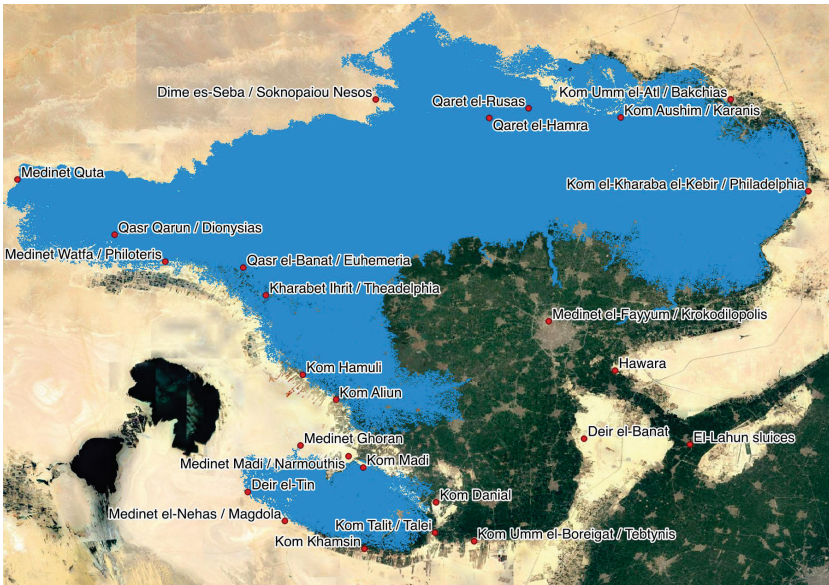 Dime es-Seba / Soknopaiou Nesos
Kom Umm el-Atl / Bakchias
Qaret el-Rusas
Kom Aushim / Karanis
Qaret el-Hamra
Medinet Quta
Kom el-Kharaba el-Kebir / Philadelphia
Qasr Qarun / Dionysias
Medinet Watfa / Philoteris
Qasr el-Banat / Euhemeria
Kharabet Ihrit / Theadelphia
Medinet el-Fayyum / Krokodilopolis
Kom Hamuli
Hawara
Kom Aliun
Deir el-Banat
El-Lahun sluices
Medinet Ghoran
Medinet Madi / Narmouthis
Kom Madi
Deir el-Tin
Kom Danial
Medinet el-Nehas / Magdola
Kom Talit / Talei
Kom Umm el-Boreigat / Tebtynis
Kom Khamsin